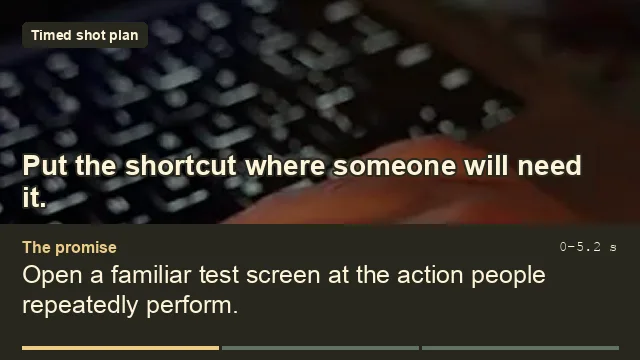 Timed shot plan
Put the shortcut where someone will need
it.
The promise
0–5.2 s
Open a familiar test screen at the action people
repeatedly perform.